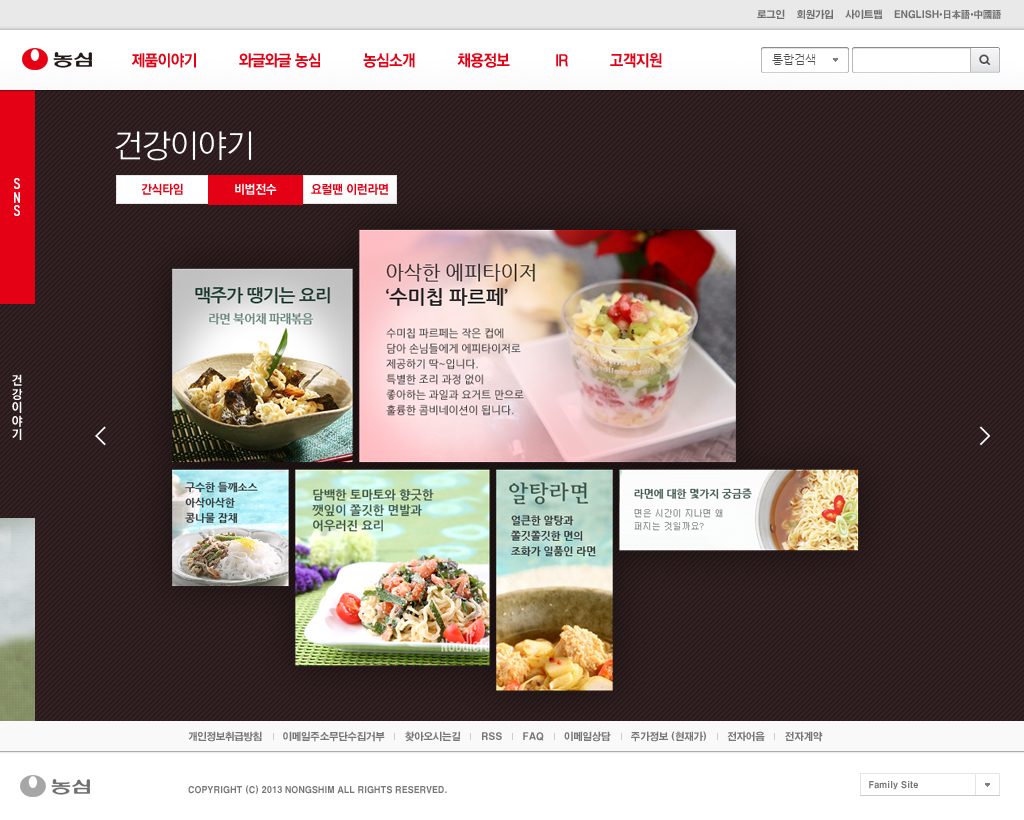 로그인 회원가입 사이트맵 ENGLISH•日本語•中國語
농심 제품이야기 와글와글 농심 농심소개 채용정보 IR 고객지원 통합검색
SNS
건강이야기
건강이야기
간식타임 비법전수 요럴땐 이런라면
맥주가 땡기는 요리
라면 북어채 파래볶음
아삭한 에피타이저
‘수미칩 파르페’
수미칩 파르페는 작은 컵에
담아 손님들에게 에피타이저로
제공하기 딱~입니다.
특별한 조리 과정 없이
좋아하는 과일과 요거트 만으로
훌륭한 콤비네이션이 됩니다.
구수한 들깨소스
아삭아삭한
콩나물 잡채
담백한 토마토와 향긋한
깻잎이 쫄깃한 면발과
어우러진 요리
알탕라면
얼큰한 알탕과
쫄깃쫄깃한 면의
조화가 일품인 라면
라면에 대한 몇가지 궁금증
면은 시간이 지나면 왜
퍼지는 것일까요?
개인정보취급방침 이메일주소무단수집거부 찾아오시는길 RSS FAQ 이메일상담 주가정보 (현재가) 전자어음 전자계약
농심 COPYRIGHT (C) 2013 NONGSHIM ALL RIGHTS RESERVED. Family Site